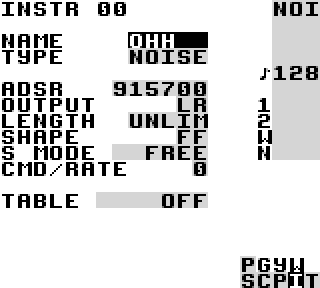 INSTR 00 NOI
NAME OHH
TYPE NOISE
♪128
ADSR 915700
OUTPUT LR 1
LENGTH UNLIM 2
SHAPE FF W
S MODE FREE N
CMD/RATE 0
TABLE OFF
PGYW
SCPIT